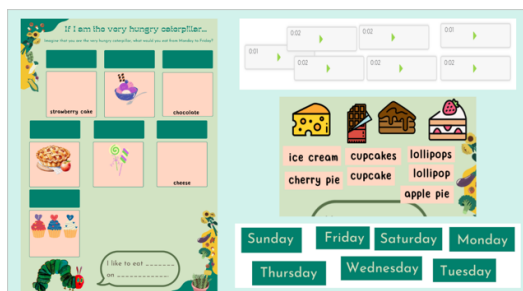 If I am the very hungry caterpillar...
Imagine that you are the very hungry caterpillar, what would you eat from Monday to Friday?
strawberry cake
chocolate
cheese
I like to eat _______
on ___________
0:02
0:02
0:01
0:01
0:02
0:02
0:02
ice cream
cupcakes
lollipops
cherry pie
cupcake
lollipop
apple pie
Sunday
Friday
Saturday
Monday
Thursday
Wednesday
Tuesday